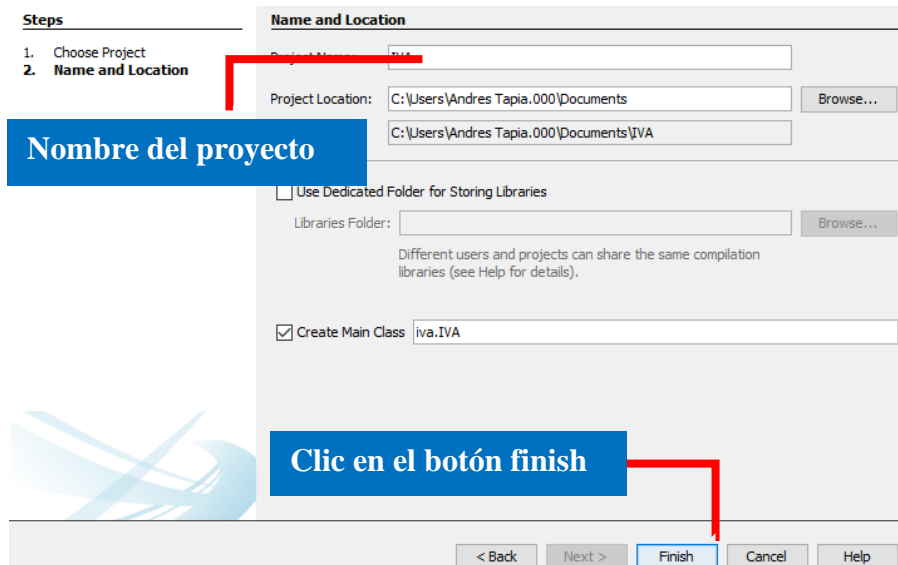 Steps
1. Choose Project
2. Name and Location
Name and Location
Project Name: IVA
Project Location: C:\Users\Andres Tapia.000\Documents Browse...
C:\Users\Andres Tapia.000\Documents\IVA
Nombre del proyecto
Use Dedicated Folder for Storing Libraries
Libraries Folder: Browse...
Different users and projects can share the same compilation
libraries (see Help for details).
Create Main Class iva.IVA
Clic en el botón finish
< Back Next > Finish Cancel Help